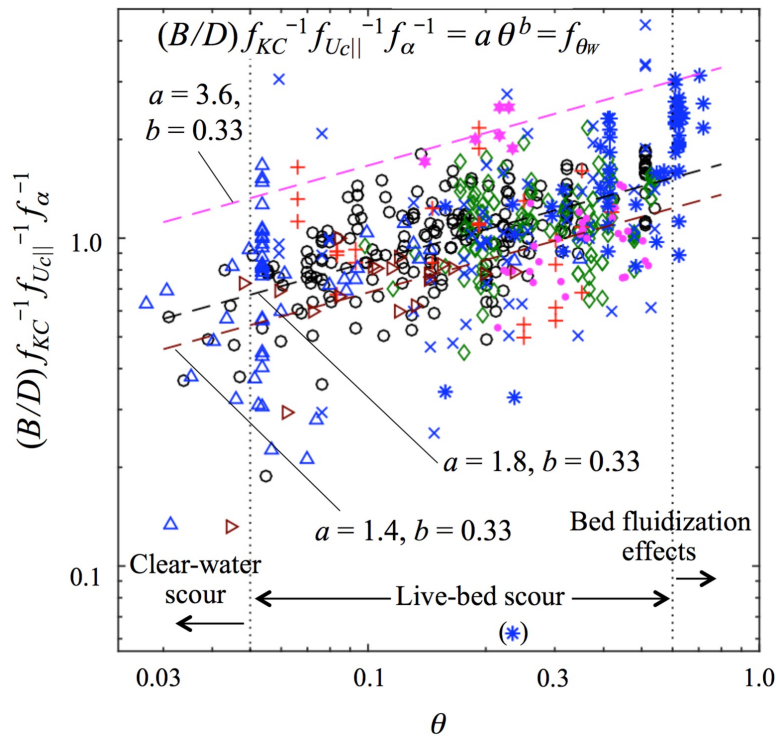 (B/D) f_KC⁻¹ f_Uc||⁻¹ f_α⁻¹ = a θ^b = f_θw
a = 3.6,
b = 0.33
1.0
(B/D) f_KC⁻¹ f_Uc||⁻¹ f_α⁻¹
a = 1.8, b = 0.33
a = 1.4, b = 0.33
Bed fluidization
effects
Clear-water
scour
0.1
Live-bed scour
(✳)
0.03 0.1 0.3 1.0
θ